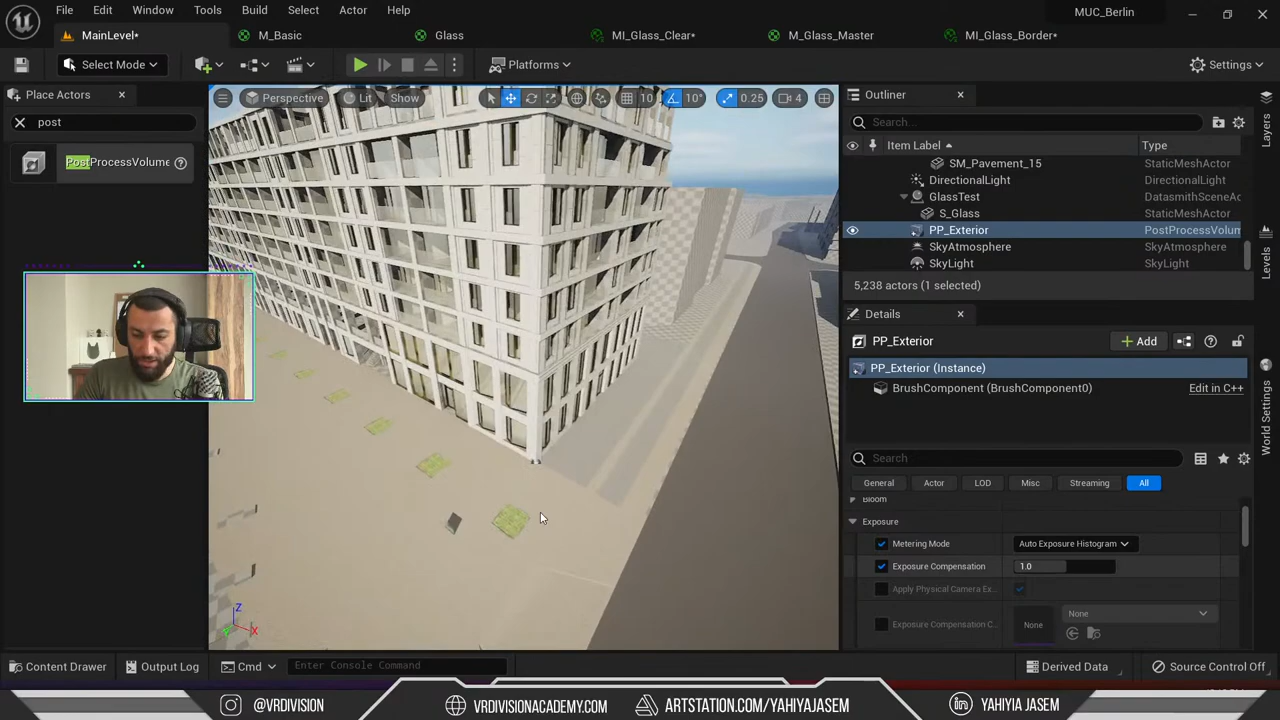 File Edit Window Tools Build Select Actor Help
MUC_Berlin
MainLevel*
M_Basic
Glass
MI_Glass_Clear*
M_Glass_Master
MI_Glass_Border*
Select Mode
Platforms
Settings
Place Actors
post
PostProcessVolume
Perspective
Lit
Show
10
10°
0.25
4
Outliner
Search...
Item Label
Type
SM_Pavement_15 StaticMeshActor
DirectionalLight DirectionalLight
GlassTest DatasmithSceneAc
S_Glass StaticMeshActor
PP_Exterior PostProcessVolum
SkyAtmosphere SkyAtmosphere
SkyLight SkyLight
5,238 actors (1 selected)
Details
PP_Exterior
Add
PP_Exterior (Instance)
BrushComponent (BrushComponent0) Edit in C++
Search
General Actor LOD Misc Streaming All
Bloom
Exposure
Metering Mode Auto Exposure Histogram
Exposure Compensation 1.0
Apply Physical Camera Ex..
Exposure Compensation C.. None None
Z
Y
X
Content Drawer
Output Log
Cmd
Enter Console Command
Derived Data
Source Control Off
Layers
Levels
World Settings
@VRDIVISION
VRDIVISIONACADEMY.COM
ARTSTATION.COM/YAHIYAJASEM
YAHIYIA JASEM